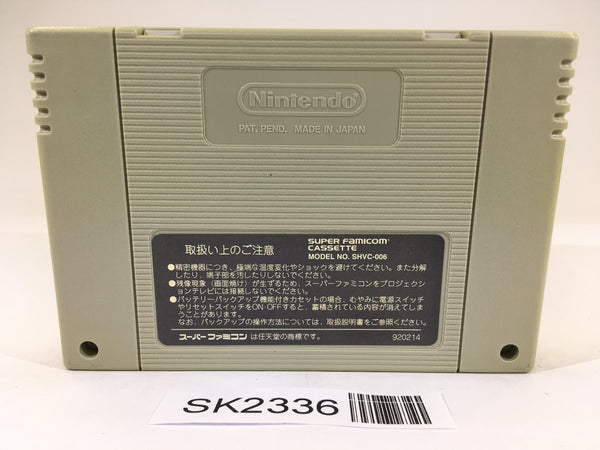 Nintendo
PAT. PEND. MADE IN JAPAN
取扱い上のご注意
SUPER FAMICOM
CASSETTE
MODEL NO. SHVC-006
●精密機器につき、極端な温度変化やショックを避けてください。また分解
したり、端子部を汚したりしないでください。
●残像現象（画面焼け）が生ずるため、スーパーファミコンをプロジェクシ
ョンテレビには接続しないでください。
●バッテリーバックアップ機能付きカセットの場合、むやみに電源スイッチ
やリセットスイッチをON・OFFすると、蓄積されている内容が消えてしま
うことがあります。
なお、バックアップの操作方法については、取扱説明書をご参照ください。
スーパーファミコン は任天堂の商標です。
920214
SK2336